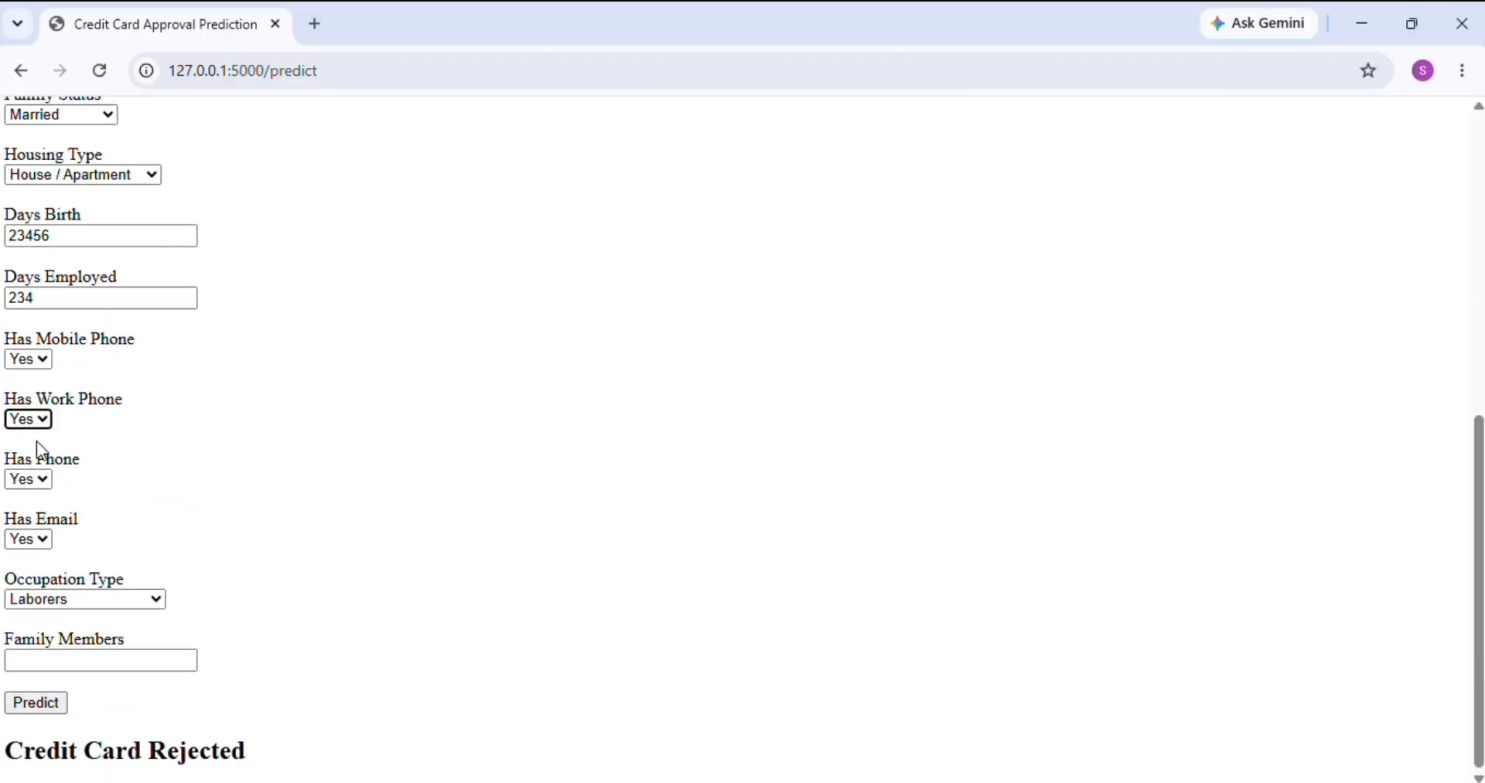 Credit Card Approval Prediction
Ask Gemini
127.0.0.1:5000/predict
S
Family Status
Married
Housing Type
House / Apartment
Days Birth
23456
Days Employed
234
Has Mobile Phone
Yes
Has Work Phone
Yes
Has Phone
Yes
Has Email
Yes
Occupation Type
Laborers
Family Members
Predict
Credit Card Rejected